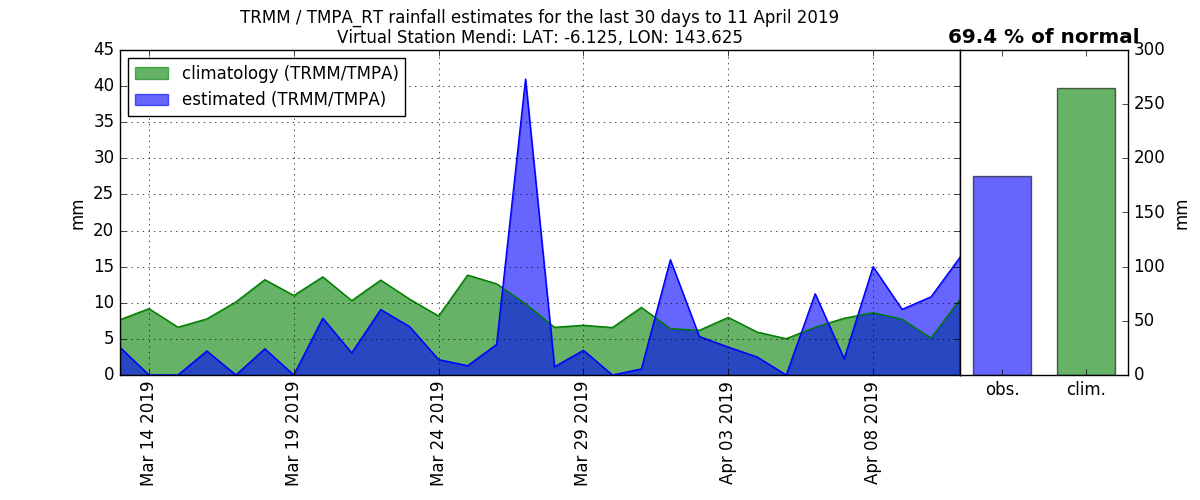 TRMM / TMPA_RT rainfall estimates for the last 30 days to 11 April 2019
Virtual Station Mendi: LAT: -6.125, LON: 143.625
69.4 % of normal
climatology (TRMM/TMPA)
estimated (TRMM/TMPA)
45
40
35
30
25
20
15
10
5
0
mm
Mar 14 2019
Mar 19 2019
Mar 24 2019
Mar 29 2019
Apr 03 2019
Apr 08 2019
obs.
clim.
300
250
200
150
100
50
0
mm